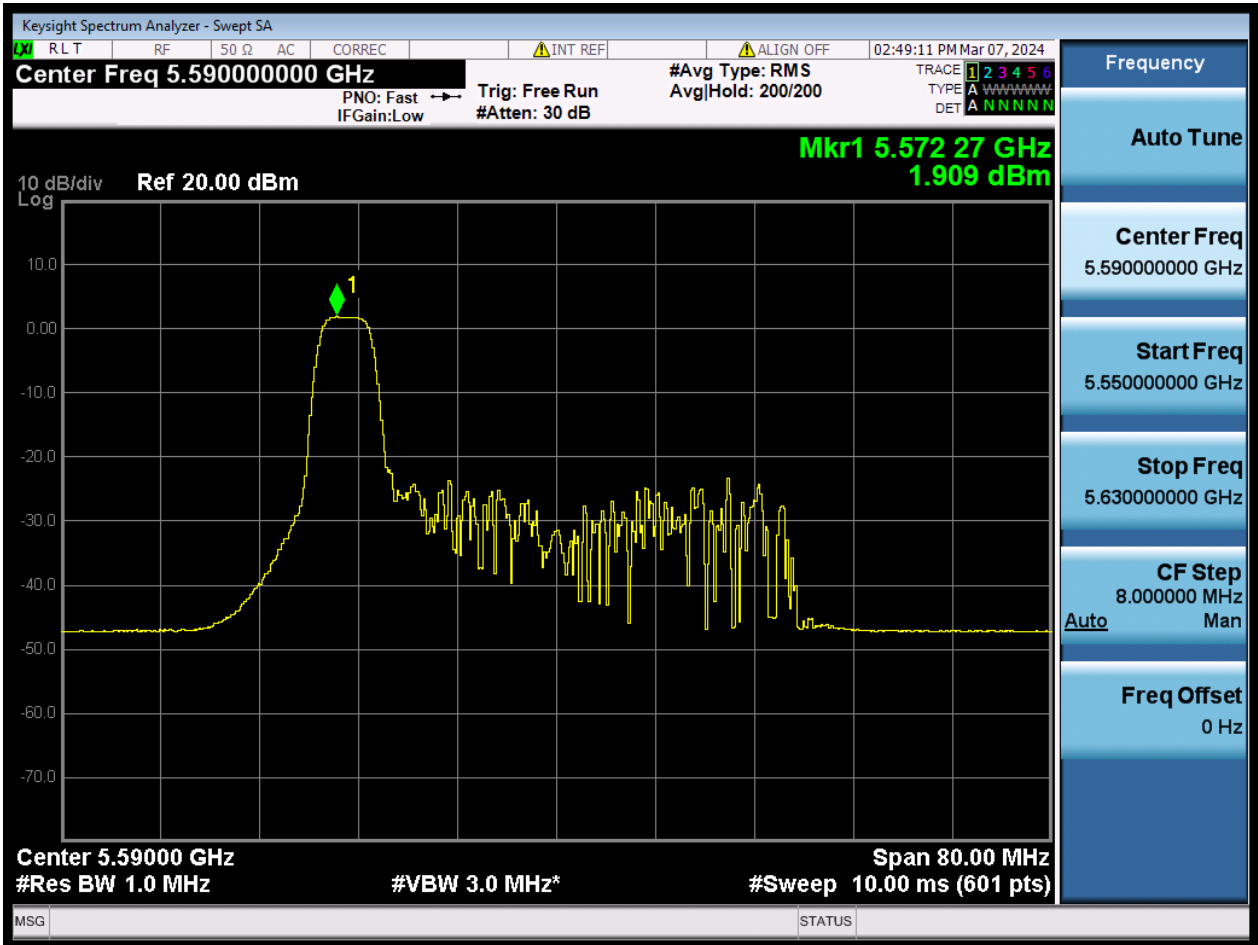 Keysight Spectrum Analyzer - Swept SA
LXI RLT RF 50 Ω AC CORREC INT REF ALIGN OFF 02:49:11 PM Mar 07, 2024
Center Freq 5.590000000 GHz
PNO: Fast
IFGain:Low
Trig: Free Run
#Atten: 30 dB
#Avg Type: RMS
Avg|Hold: 200/200
TRACE 1 2 3 4 5 6
TYPE A WWWWW
DET A N N N N N
Mkr1 5.572 27 GHz
1.909 dBm
10 dB/div Ref 20.00 dBm
Log
1
10.0
0.00
-10.0
-20.0
-30.0
-40.0
-50.0
-60.0
-70.0
Center 5.59000 GHz Span 80.00 MHz
#Res BW 1.0 MHz #VBW 3.0 MHz* #Sweep 10.00 ms (601 pts)
MSG STATUS
Frequency
Auto Tune
Center Freq
5.590000000 GHz
Start Freq
5.550000000 GHz
Stop Freq
5.630000000 GHz
CF Step
8.000000 MHz
Auto Man
Freq Offset
0 Hz